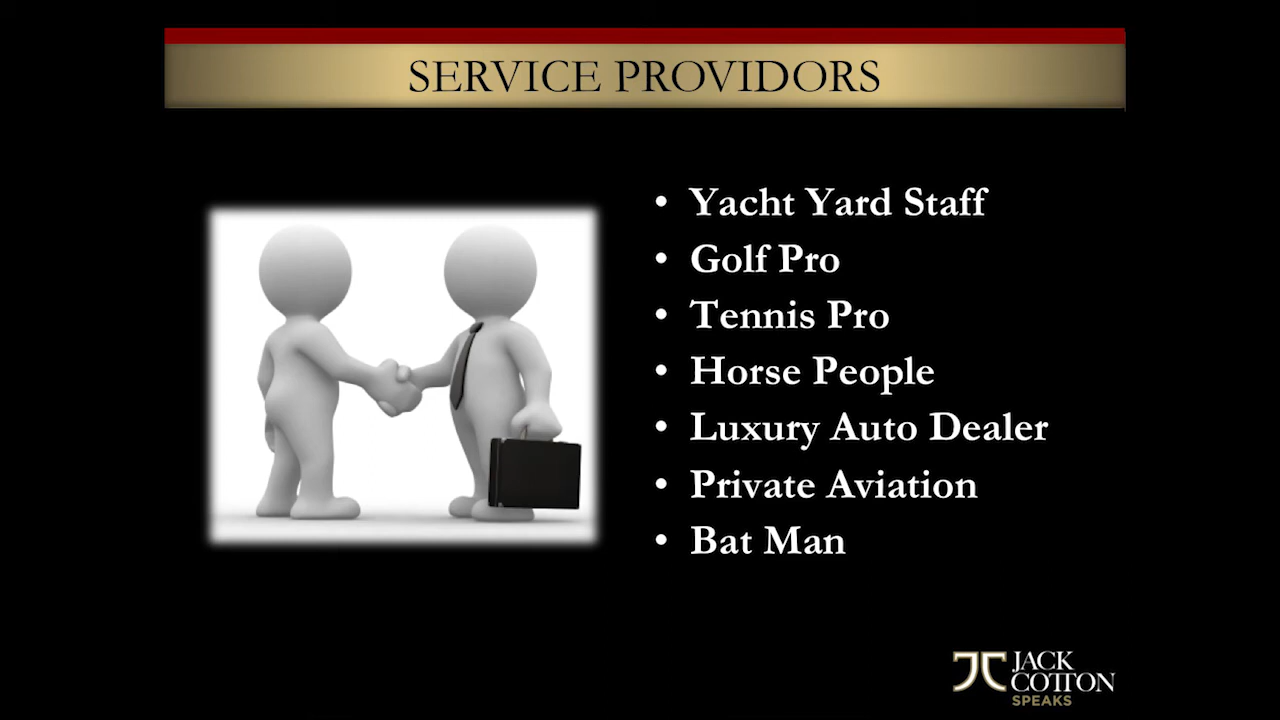 SERVICE PROVIDORS
• Yacht Yard Staff
• Golf Pro
• Tennis Pro
• Horse People
• Luxury Auto Dealer
• Private Aviation
• Bat Man
JACK
COTTON
SPEAKS